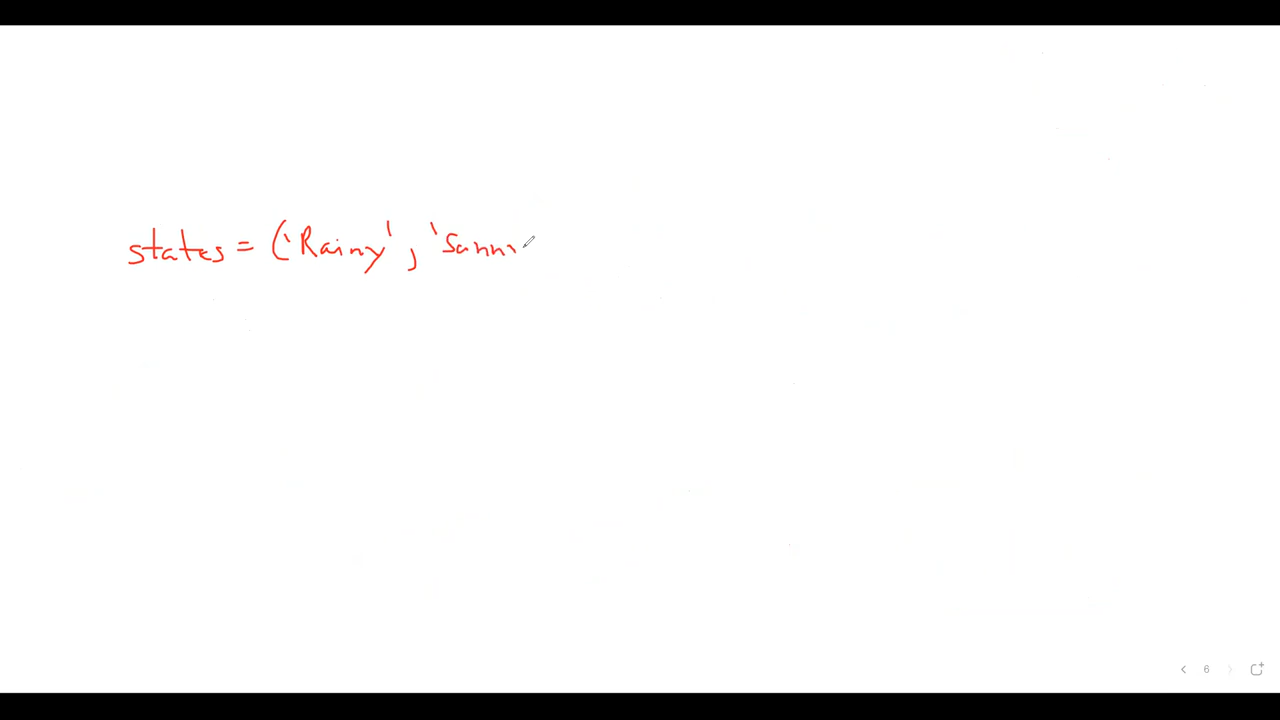 states = ('Rainy' , 'Sunn
6